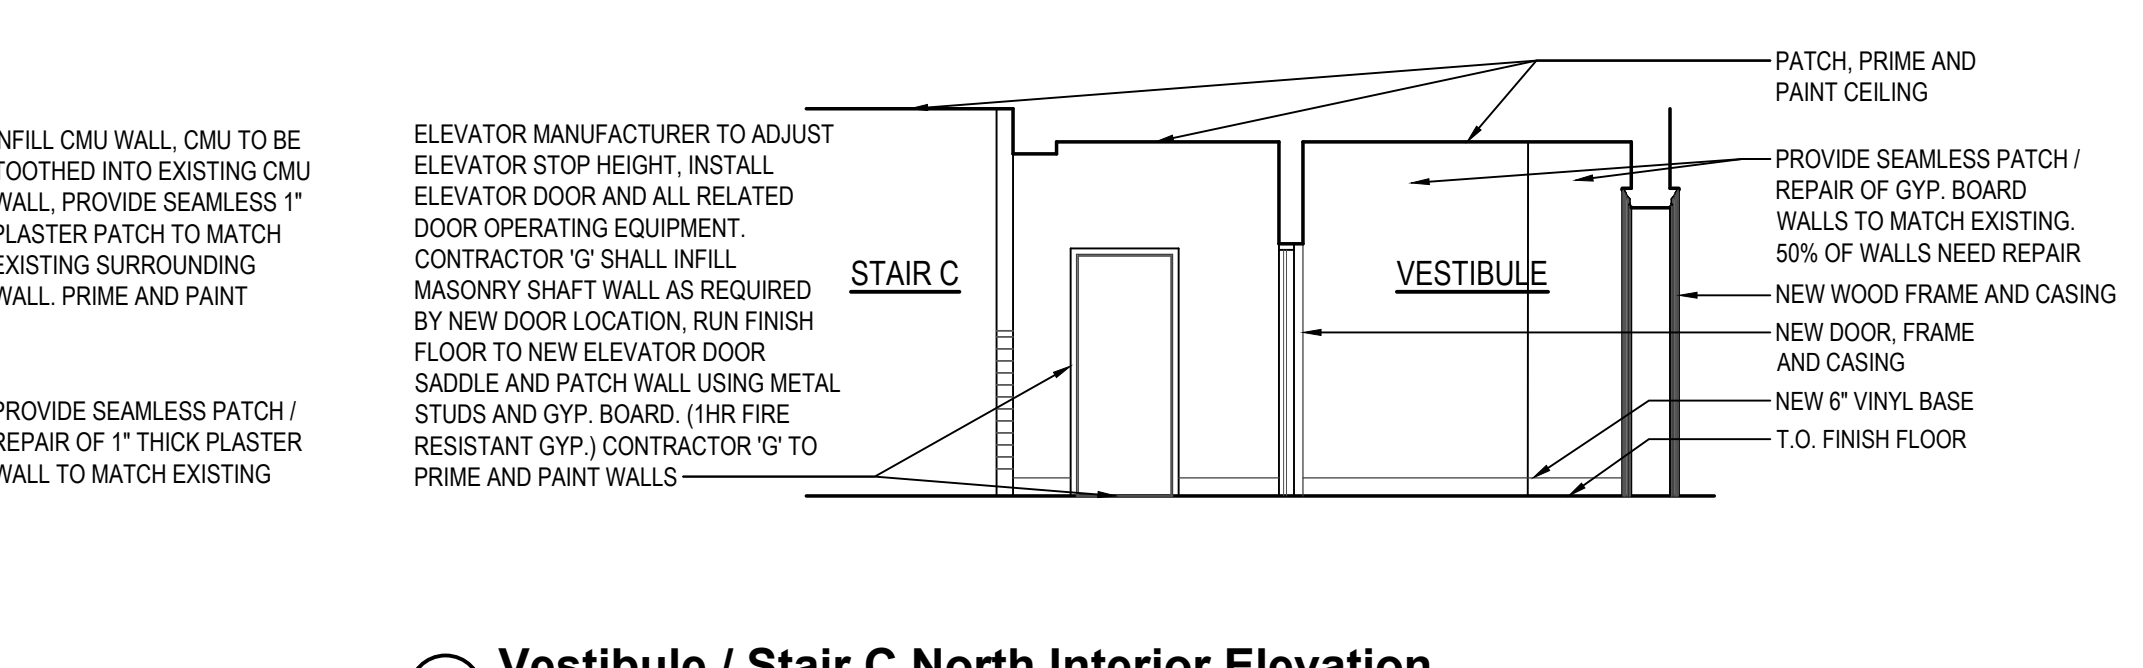 INFILL CMU WALL, CMU TO BE
TOOTHED INTO EXISTING CMU
WALL, PROVIDE SEAMLESS 1"
PLASTER PATCH TO MATCH
EXISTING SURROUNDING
WALL. PRIME AND PAINT
PROVIDE SEAMLESS PATCH /
REPAIR OF 1" THICK PLASTER
WALL TO MATCH EXISTING
ELEVATOR MANUFACTURER TO ADJUST
ELEVATOR STOP HEIGHT, INSTALL
ELEVATOR DOOR AND ALL RELATED
DOOR OPERATING EQUIPMENT.
CONTRACTOR 'G' SHALL INFILL
MASONRY SHAFT WALL AS REQUIRED
BY NEW DOOR LOCATION, RUN FINISH
FLOOR TO NEW ELEVATOR DOOR
SADDLE AND PATCH WALL USING METAL
STUDS AND GYP. BOARD. (1HR FIRE
RESISTANT GYP.) CONTRACTOR 'G' TO
PRIME AND PAINT WALLS
STAIR C
VESTIBULE
PATCH, PRIME AND
PAINT CEILING
PROVIDE SEAMLESS PATCH /
REPAIR OF GYP. BOARD
WALLS TO MATCH EXISTING.
50% OF WALLS NEED REPAIR
NEW WOOD FRAME AND CASING
NEW DOOR, FRAME
AND CASING
NEW 6" VINYL BASE
T.O. FINISH FLOOR
Vestibule / Stair C North Interior Elevation